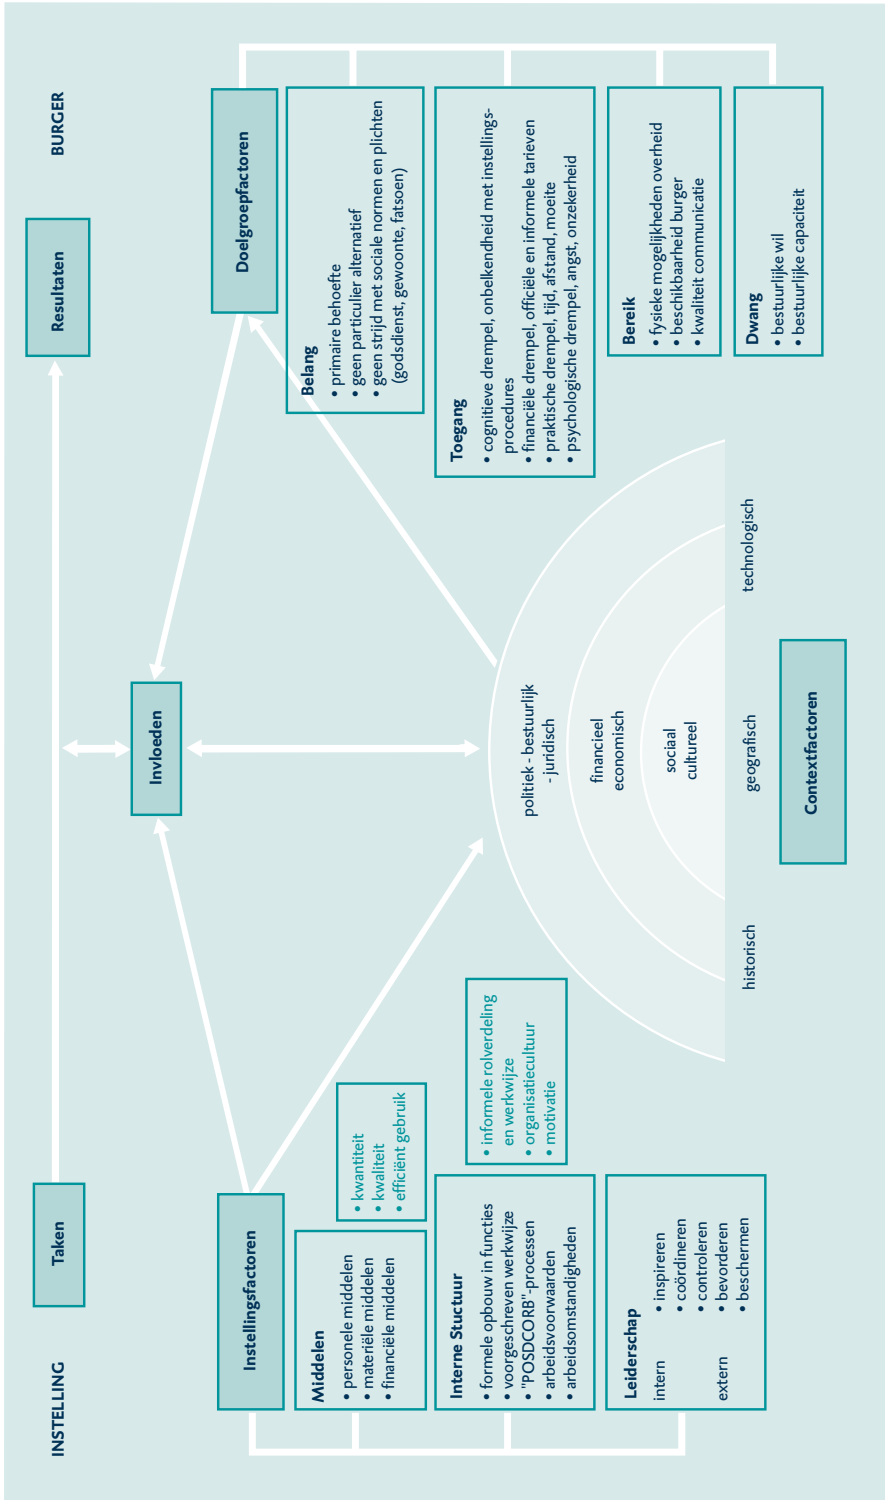 INSTELLING
BURGER
Taken
Resultaten
Invloeden
Instellingsfactoren
Middelen
• personele middelen
• materiële middelen
• financiële middelen
• kwantiteit
• kwaliteit
• efficiënt gebruik
Interne Stuctuur
• formele opbouw in functies
• voorgeschreven werkwijze
• "POSDCORB"-processen
• arbeidsvoorwaarden
• arbeidsomstandigheden
• informele rolverdeling
en werkwijze
• organisatiecultuur
• motivatie
Leiderschap
intern • inspireren
• coördineren
• controleren
extern • bevorderen
• beschermen
Doelgroepfactoren
Belang
• primaire behoefte
• geen particulier alternatief
• geen strijd met sociale normen en plichten
(godsdienst, gewoonte, fatsoen)
Toegang
• cognitieve drempel, onbelkendheid met instellings-
procedures
• financiële drempel, officiële en informele tarieven
• praktische drempel, tijd, afstand, moeite
• psychologische drempel, angst, onzekerheid
Bereik
• fysieke mogelijkheden overheid
• beschikbaarheid burger
• kwaliteit communicatie
Dwang
• bestuurlijke wil
• bestuurlijke capaciteit
politiek - bestuurlijk
- juridisch
financieel
economisch
sociaal
cultureel
historisch
geografisch
technologisch
Contextfactoren